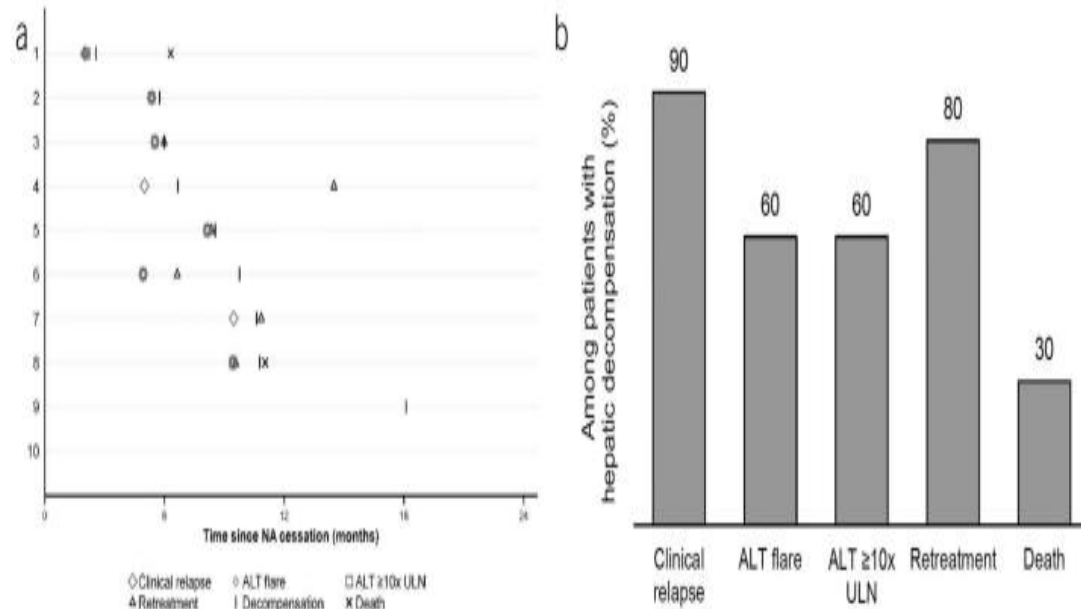 a
1
2
3
4
5
6
7
8
9
10
0 6 12 18 24
Time since NA cessation (months)
◇ Clinical relapse ○ ALT flare □ ALT ≥10x ULN
△ Retreatment | Decompensation × Death
b
Among patients with
hepatic decompensation (%)
90
60
60
80
30
Clinical
relapse
ALT flare
ALT ≥10x
ULN
Retreatment
Death